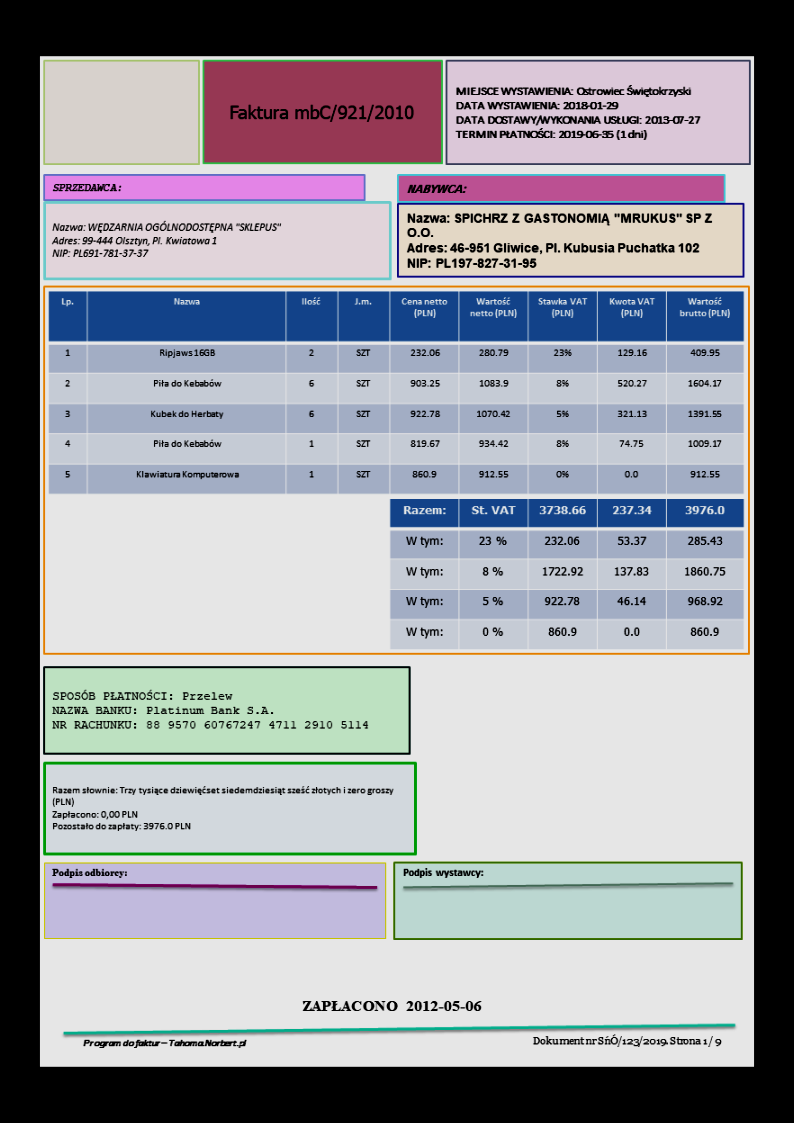 Faktura mbC/921/2010
MIEJSCE WYSTAWIENIA: Ostrowiec Świętokrzyski
DATA WYSTAWIENIA: 2018-01-29
DATA DOSTAWY/WYKONANIA USŁUGI: 2013-07-27
TERMIN PŁATNOŚCI: 2019-06-35 (1 dni)
SPRZEDAWCA:
Nazwa: WĘDZARNIA OGÓLNODOSTĘPNA "SKLEPUS"
Adres: 99-444 Olsztyn, Pl. Kwiatowa 1
NIP: PL691-781-37-37
NABYWCA:
Nazwa: SPICHRZ Z GASTONOMIĄ "MRUKUS" SP Z
O.O.
Adres: 46-951 Gliwice, Pl. Kubusia Puchatka 102
NIP: PL197-827-31-95
Lp. Nazwa Ilość J.m. Cena netto (PLN) Wartość netto (PLN) Stawka VAT (PLN) Kwota VAT (PLN) Wartość brutto (PLN)
1 Ripjaws 16GB 2 SZT 232.06 280.79 23% 129.16 409.95
2 Piła do Kebabów 6 SZT 903.25 1083.9 8% 520.27 1604.17
3 Kubek do Herbaty 6 SZT 922.78 1070.42 5% 321.13 1391.55
4 Piła do Kebabów 1 SZT 819.67 934.42 8% 74.75 1009.17
5 Klawiatura Komputerowa 1 SZT 860.9 912.55 0% 0.0 912.55
Razem: St. VAT 3738.66 237.34 3976.0
W tym: 23 % 232.06 53.37 285.43
W tym: 8 % 1722.92 137.83 1860.75
W tym: 5 % 922.78 46.14 968.92
W tym: 0 % 860.9 0.0 860.9
SPOSÓB PŁATNOŚCI: Przelew
NAZWA BANKU: Platinum Bank S.A.
NR RACHUNKU: 88 9570 60767247 4711 2910 5114
Razem słownie: Trzy tysiące dziewięćset siedemdziesiąt sześć złotych i zero groszy
(PLN)
Zapłacono: 0,00 PLN
Pozostało do zapłaty: 3976.0 PLN
Podpis odbiorcy:
Podpis wystawcy:
ZAPŁACONO 2012-05-06
Program do faktur – Tahoma.Norbert.pl
Dokument nr SńÓ/123/2019. Strona 1 / 9